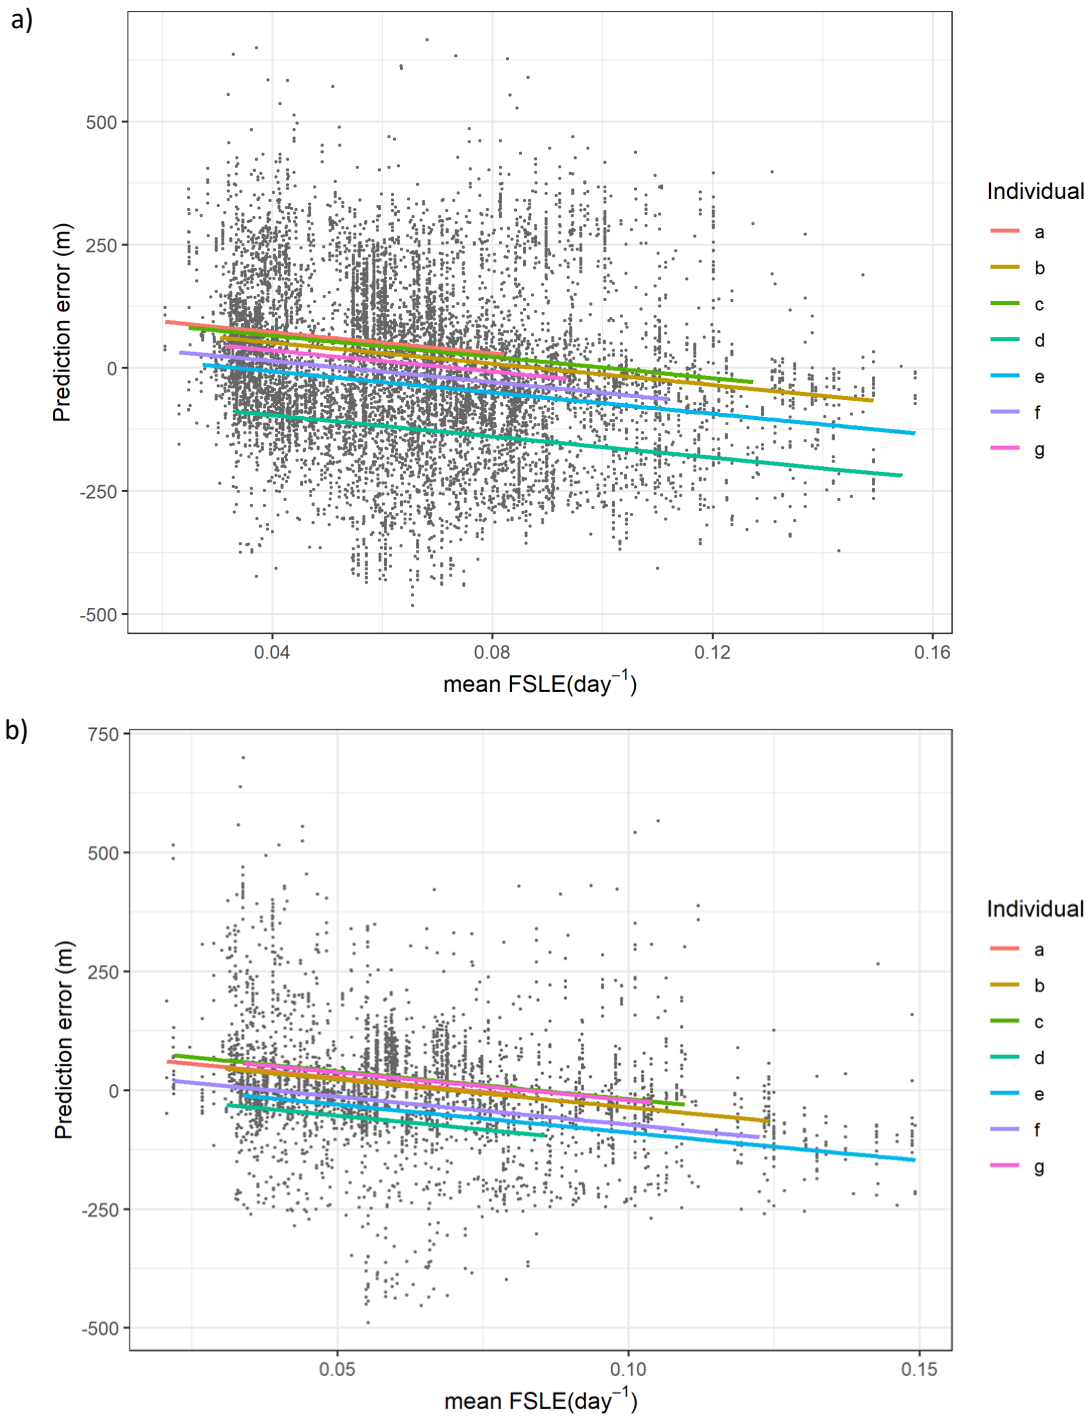 a)
500
250
0
-250
-500
Prediction error (m)
0.04
0.08
0.12
0.16
mean FSLE(day⁻¹)
Individual
a
b
c
d
e
f
g
b)
750
500
250
0
-250
-500
Prediction error (m)
0.05
0.10
0.15
mean FSLE(day⁻¹)
Individual
a
b
c
d
e
f
g